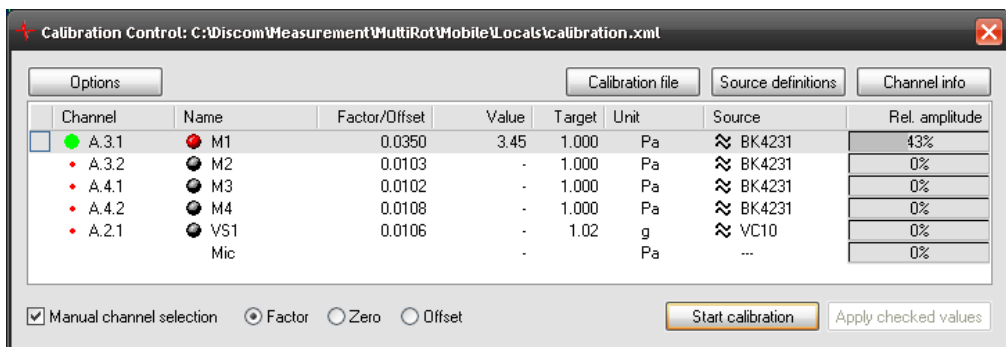 Calibration Control: C:\Discom\Measurement\MultiRot\Mobile\Locals\calibration.xml
Options Calibration file Source definitions Channel info
Channel Name Factor/Offset Value Target Unit Source Rel. amplitude
A.3.1 M1 0.0350 3.45 1.000 Pa BK4231 43%
A.3.2 M2 0.0103 - 1.000 Pa BK4231 0%
A.4.1 M3 0.0102 - 1.000 Pa BK4231 0%
A.4.2 M4 0.0108 - 1.000 Pa BK4231 0%
A.2.1 VS1 0.0106 - 1.02 g VC10 0%
Mic - Pa --- 0%
Manual channel selection Factor Zero Offset Start calibration Apply checked values